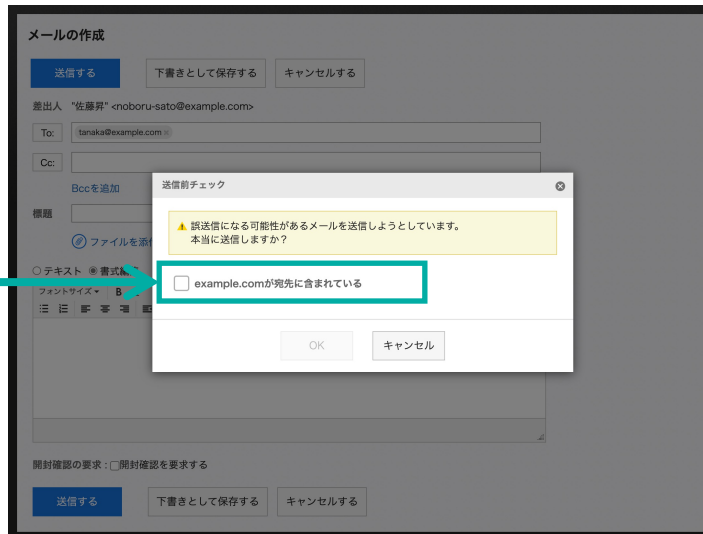 メールの作成
送信する 下書きとして保存する キャンセルする
差出人 "佐藤昇" <noboru-sato@example.com>
To: tanaka@example.com ×
Cc:
Bccを追加
送信前チェック
標題
誤送信になる可能性があるメールを送信しようとしています。
本当に送信しますか？
ファイルを添
テキスト 書式編
example.comが宛先に含まれている
フォントサイズ B
OK キャンセル
開封確認の要求 : 開封確認を要求する
送信する 下書きとして保存する キャンセルする